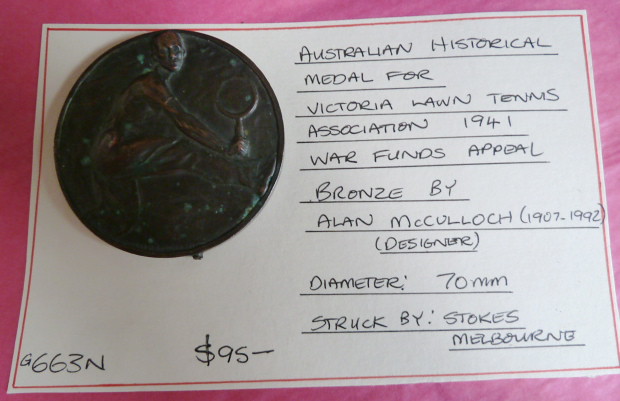 AUSTRALIAN HISTORICAL
MEDAL FOR
VICTORIA LAWN TENNIS
ASSOCIATION 1941
WAR FUNDS APPEAL
BRONZE BY
ALAN McCULLOCH (1907-1992)
(DESIGNER)
DIAMETER: 70mm
STRUCK BY: STOKES
MELBOURNE
G663N
$95—